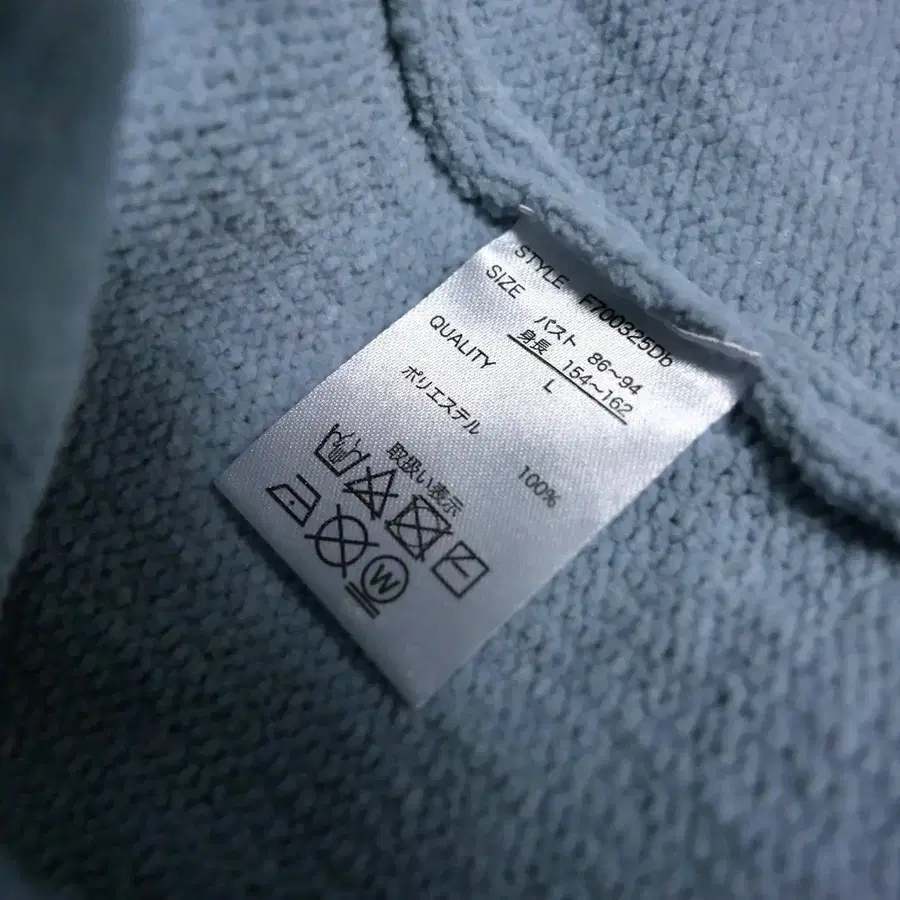 STYLE F700325Db
SIZE バスト 86～94
身長 154～162
L
QUALITY
ポリエステル 100%
取扱い表示
W